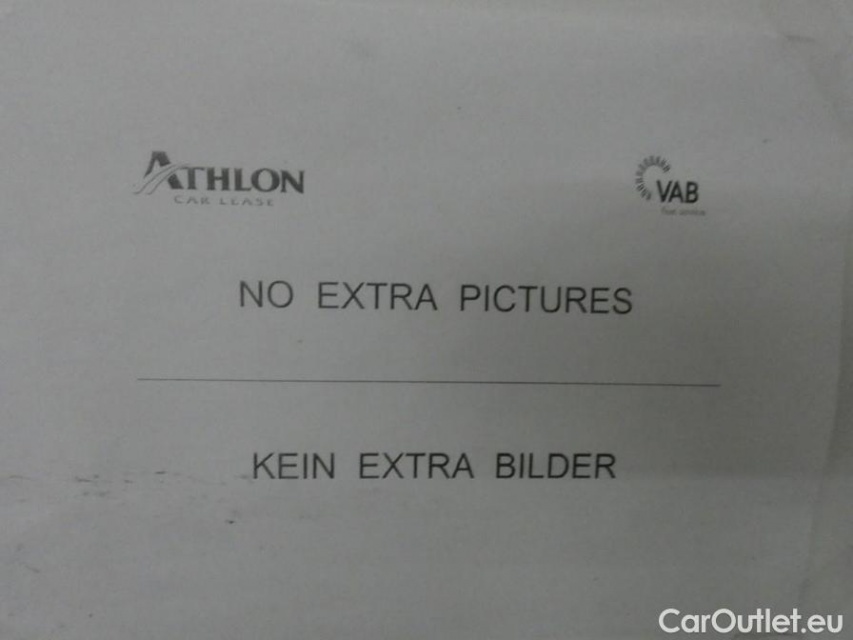 ATHLON
CAR LEASE
VAB
NO EXTRA PICTURES
KEIN EXTRA BILDER
CarOutlet.eu